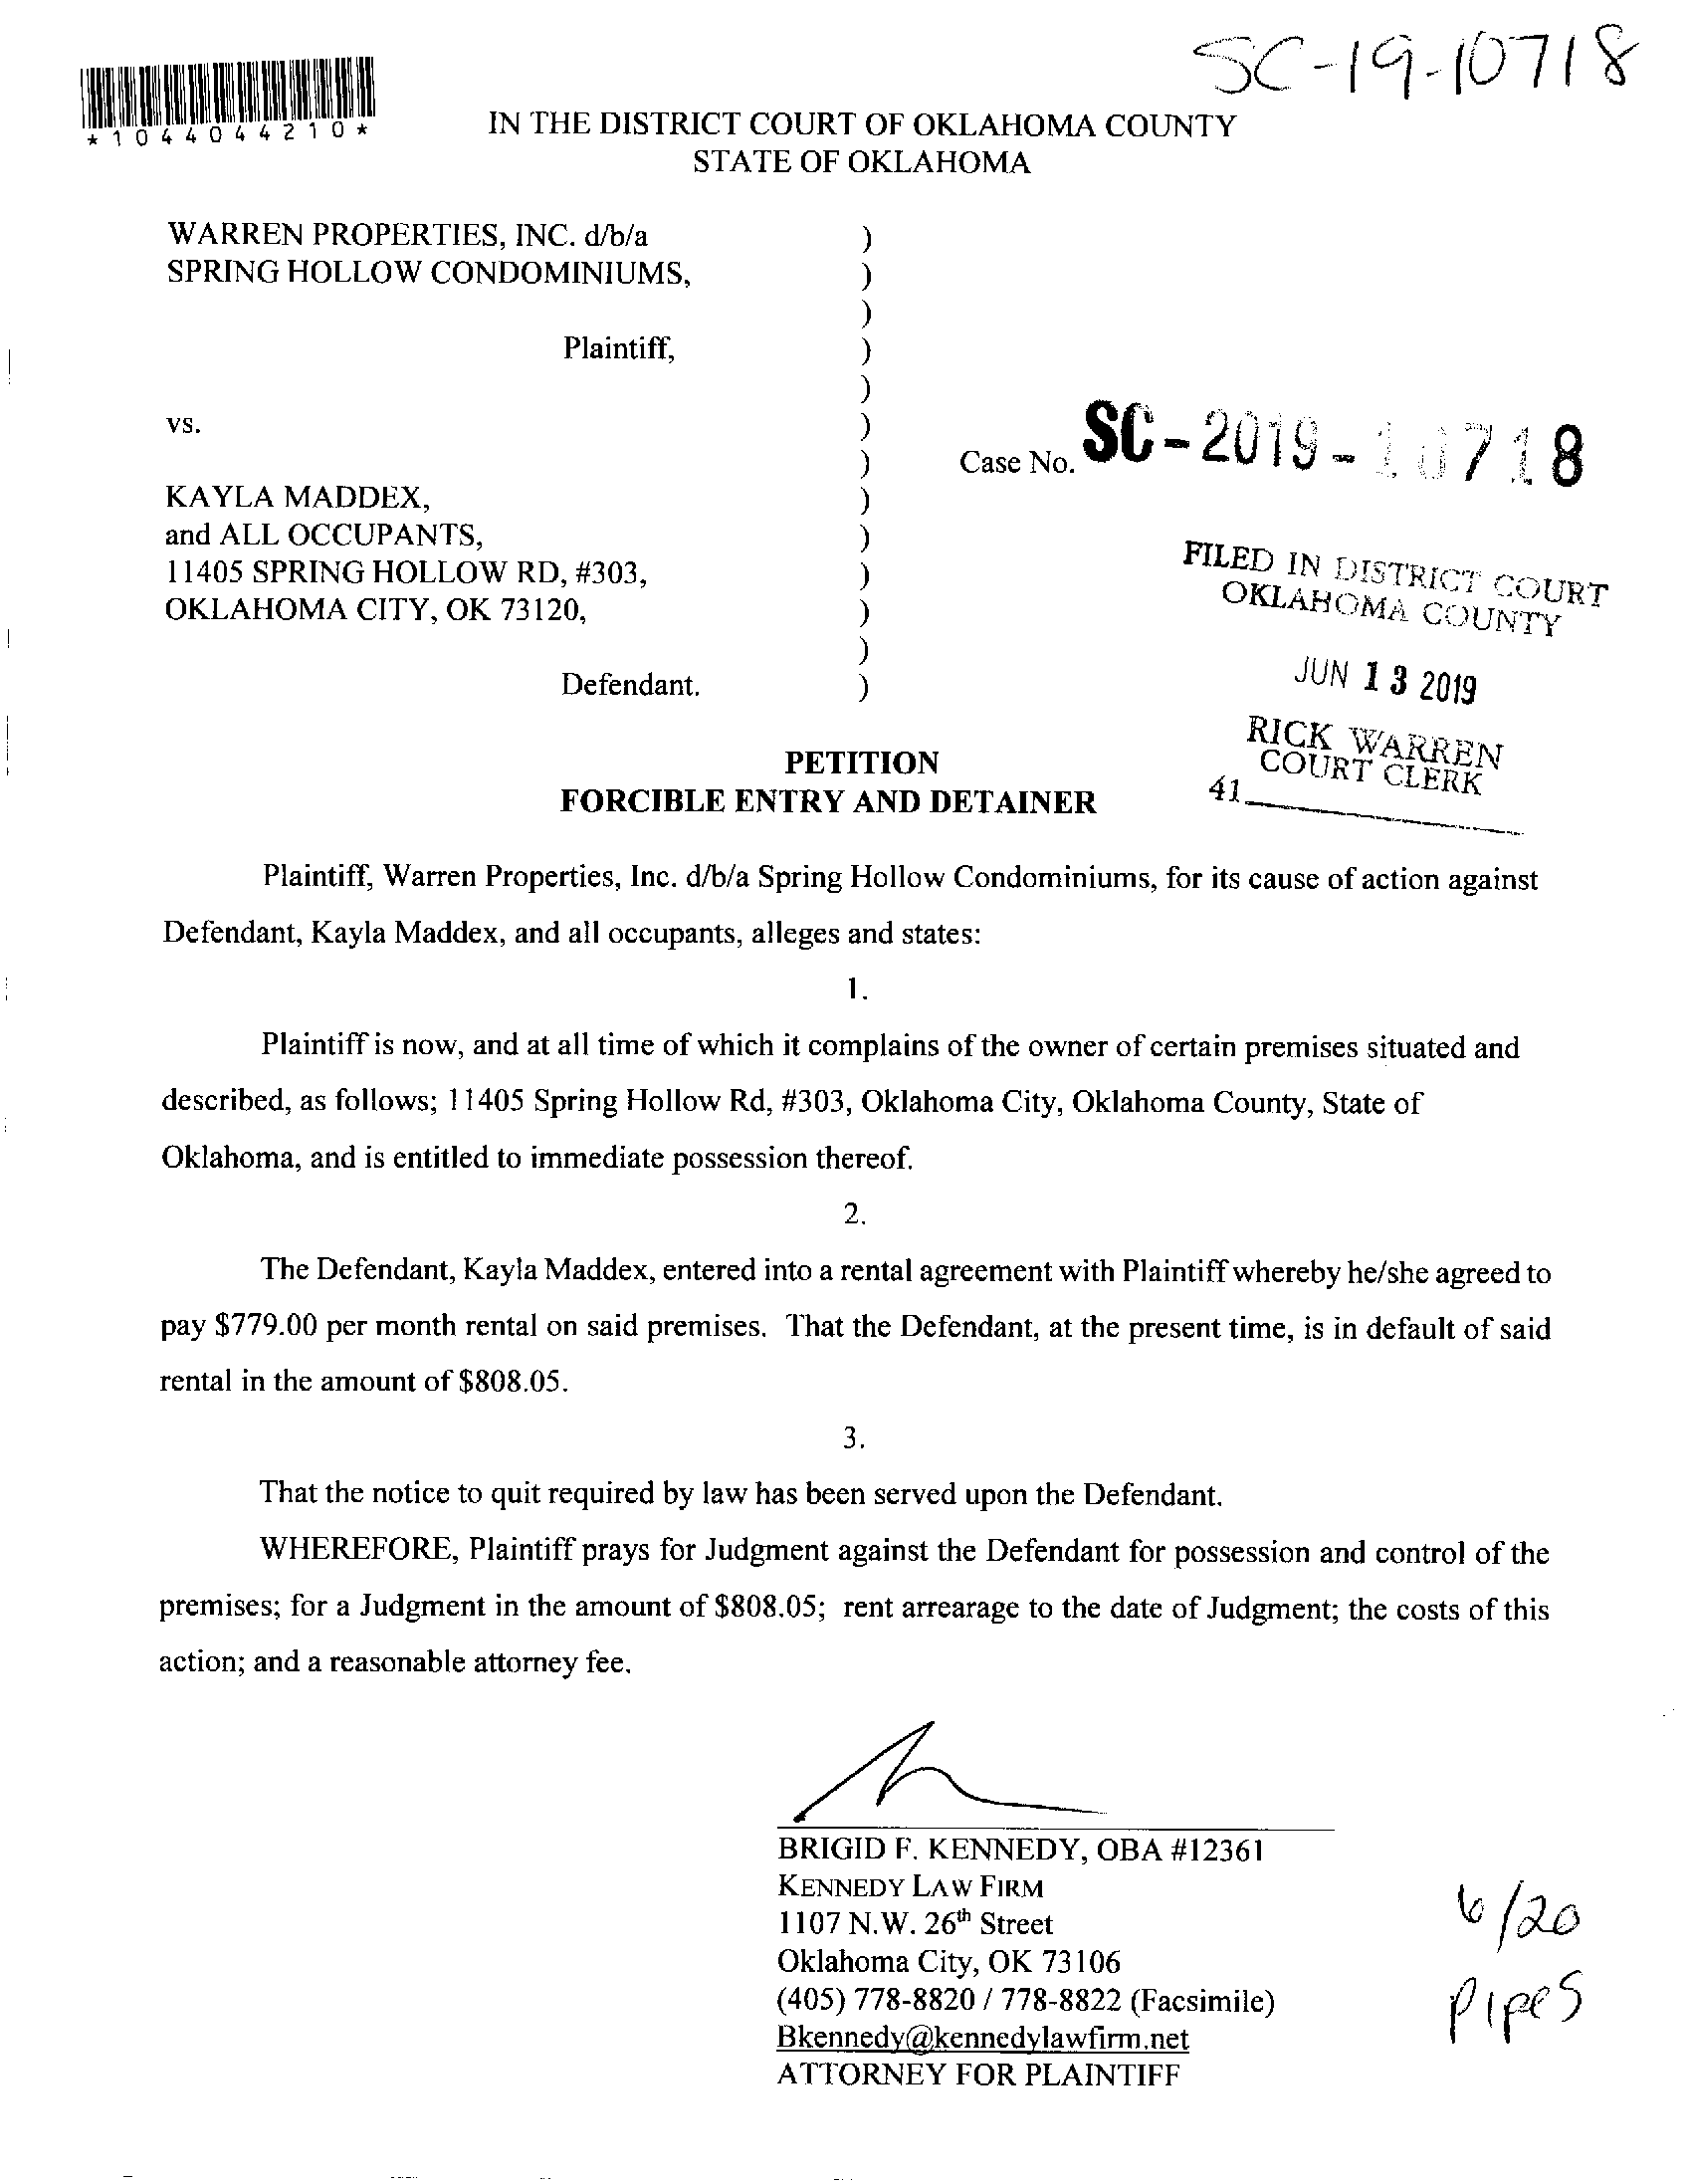 SC-19-10718
*1044044210*
IN THE DISTRICT COURT OF OKLAHOMA COUNTY
STATE OF OKLAHOMA
WARREN PROPERTIES, INC. d/b/a )
SPRING HOLLOW CONDOMINIUMS, )
)
Plaintiff, )
)
vs. )
) Case No. SC-2019-10718
KAYLA MADDEX, )
and ALL OCCUPANTS, )
11405 SPRING HOLLOW RD, #303, )
OKLAHOMA CITY, OK 73120, )
)
Defendant. )
FILED IN DISTRICT COURT
OKLAHOMA COUNTY
JUN 13 2019
RICK WARREN
COURT CLERK
41
PETITION
FORCIBLE ENTRY AND DETAINER
Plaintiff, Warren Properties, Inc. d/b/a Spring Hollow Condominiums, for its cause of action against
Defendant, Kayla Maddex, and all occupants, alleges and states:
1.
Plaintiff is now, and at all time of which it complains of the owner of certain premises situated and
described, as follows; 11405 Spring Hollow Rd, #303, Oklahoma City, Oklahoma County, State of
Oklahoma, and is entitled to immediate possession thereof.
2.
The Defendant, Kayla Maddex, entered into a rental agreement with Plaintiff whereby he/she agreed to
pay $779.00 per month rental on said premises. That the Defendant, at the present time, is in default of said
rental in the amount of $808.05.
3.
That the notice to quit required by law has been served upon the Defendant.
WHEREFORE, Plaintiff prays for Judgment against the Defendant for possession and control of the
premises; for a Judgment in the amount of $808.05; rent arrearage to the date of Judgment; the costs of this
action; and a reasonable attorney fee.
BRIGID F. KENNEDY, OBA #12361
KENNEDY LAW FIRM
1107 N.W. 26th Street
Oklahoma City, OK 73106
(405) 778-8820 / 778-8822 (Facsimile)
Bkennedy@kennedylawfirm.net
ATTORNEY FOR PLAINTIFF
6/20
Pipes